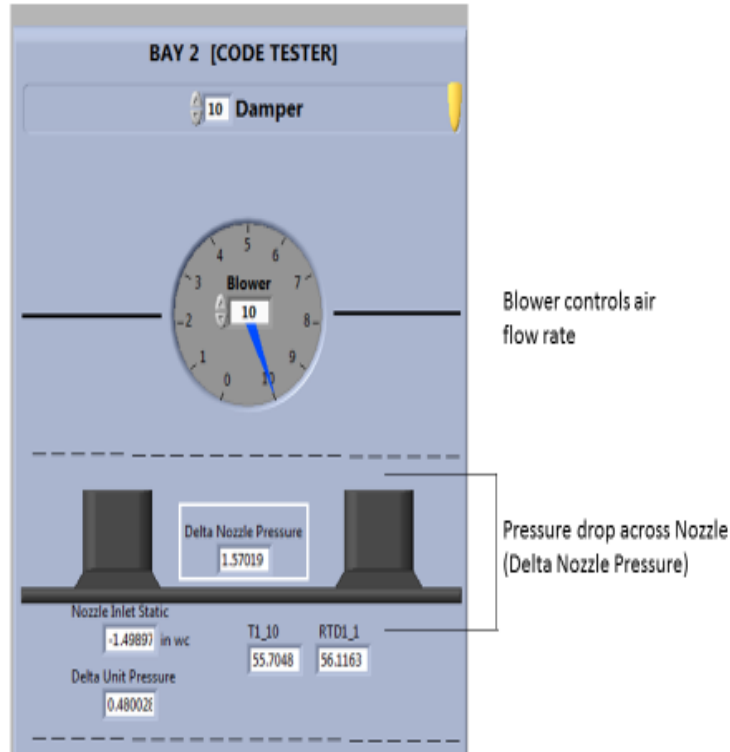 BAY 2 [CODE TESTER]
10 Damper
5
4 6
3 7
Blower
10
2 8
1 9
0 10
Blower controls air
flow rate
Delta Nozzle Pressure
1.57019
Pressure drop across Nozzle
(Delta Nozzle Pressure)
Nozzle Inlet Static
-1.49897 in wc
T1_10 RTD1_1
55.7048 56.1163
Delta Unit Pressure
0.480028